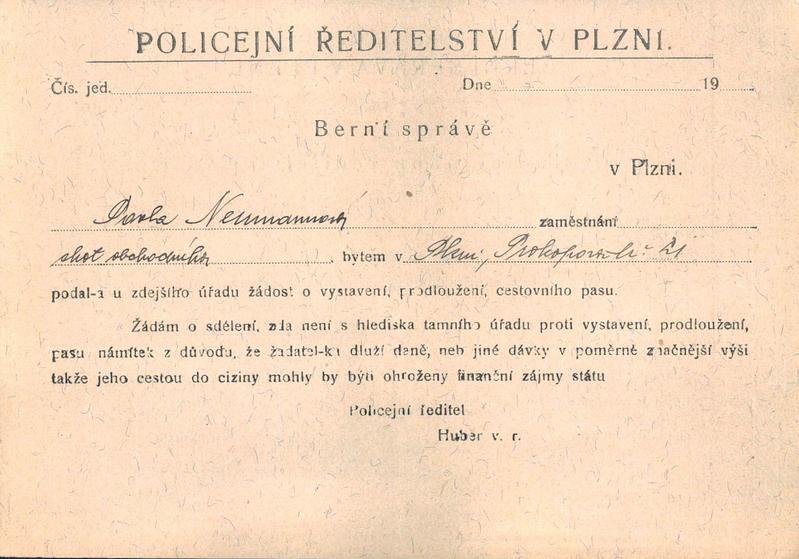 POLICEJNÍ ŘEDITELSTVÍ V PLZNI.
Čís. jed. Dne 19
Berní správě
v Plzni.
Pavla Neumannová zaměstnání
choť obchodníka, bytem v Plzni, Prokopova tř. č. 21
podal-a u zdejšího úřadu žádost o vystavení, prodloužení, cestovního pasu.
Žádám o sdělení, zda není s hlediska tamního úřadu proti vystavení, prodloužení,
pasu námitek z důvodu, že žadatel-ka dluží daně, neb jiné dávky v poměrně značnější výši
takže jeho cestou do ciziny mohly by býti ohroženy finanční zájmy státu
Policejní ředitel
Huber v. r.